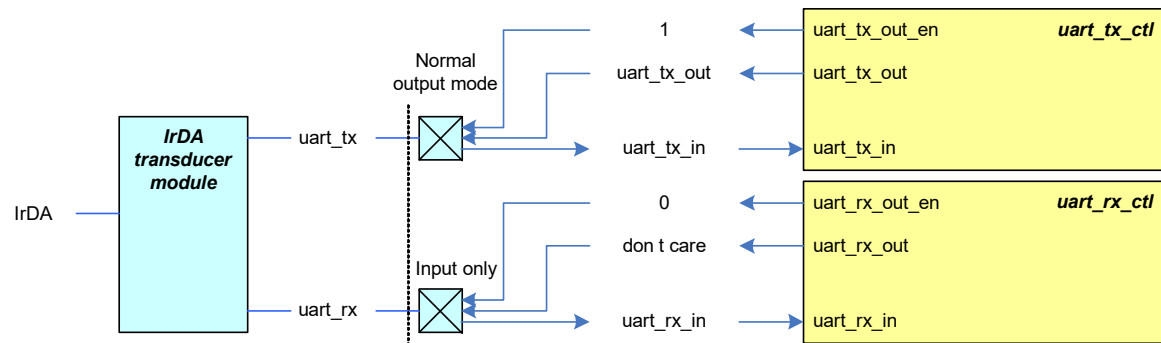 1
uart_tx_out_en
uart_tx_ctl
Normal
output mode
uart_tx_out
uart_tx_out
IrDA
transducer
module
uart_tx
uart_tx_in
uart_tx_in
IrDA
0
uart_rx_out_en
uart_rx_ctl
don t care
uart_rx_out
Input only
uart_rx
uart_rx_in
uart_rx_in